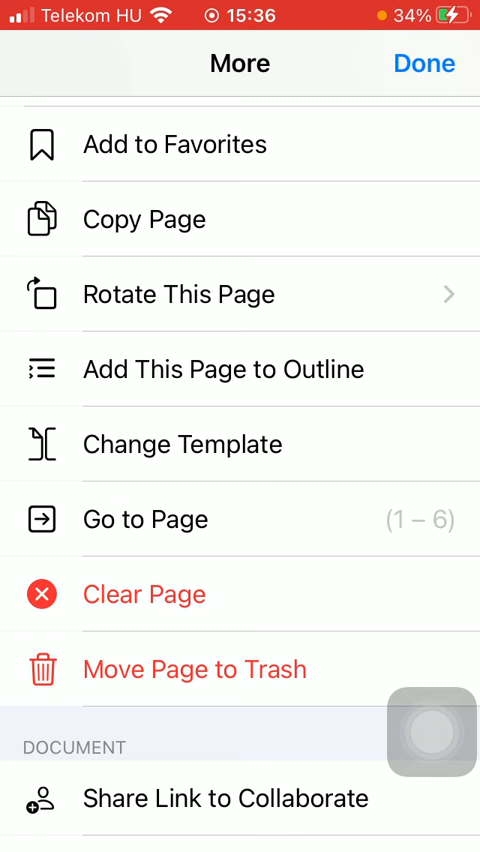 Telekom HU 15:36 34%
More Done
Add to Favorites
Copy Page
Rotate This Page
Add This Page to Outline
Change Template
Go to Page (1 – 6)
Clear Page
Move Page to Trash
DOCUMENT
Share Link to Collaborate